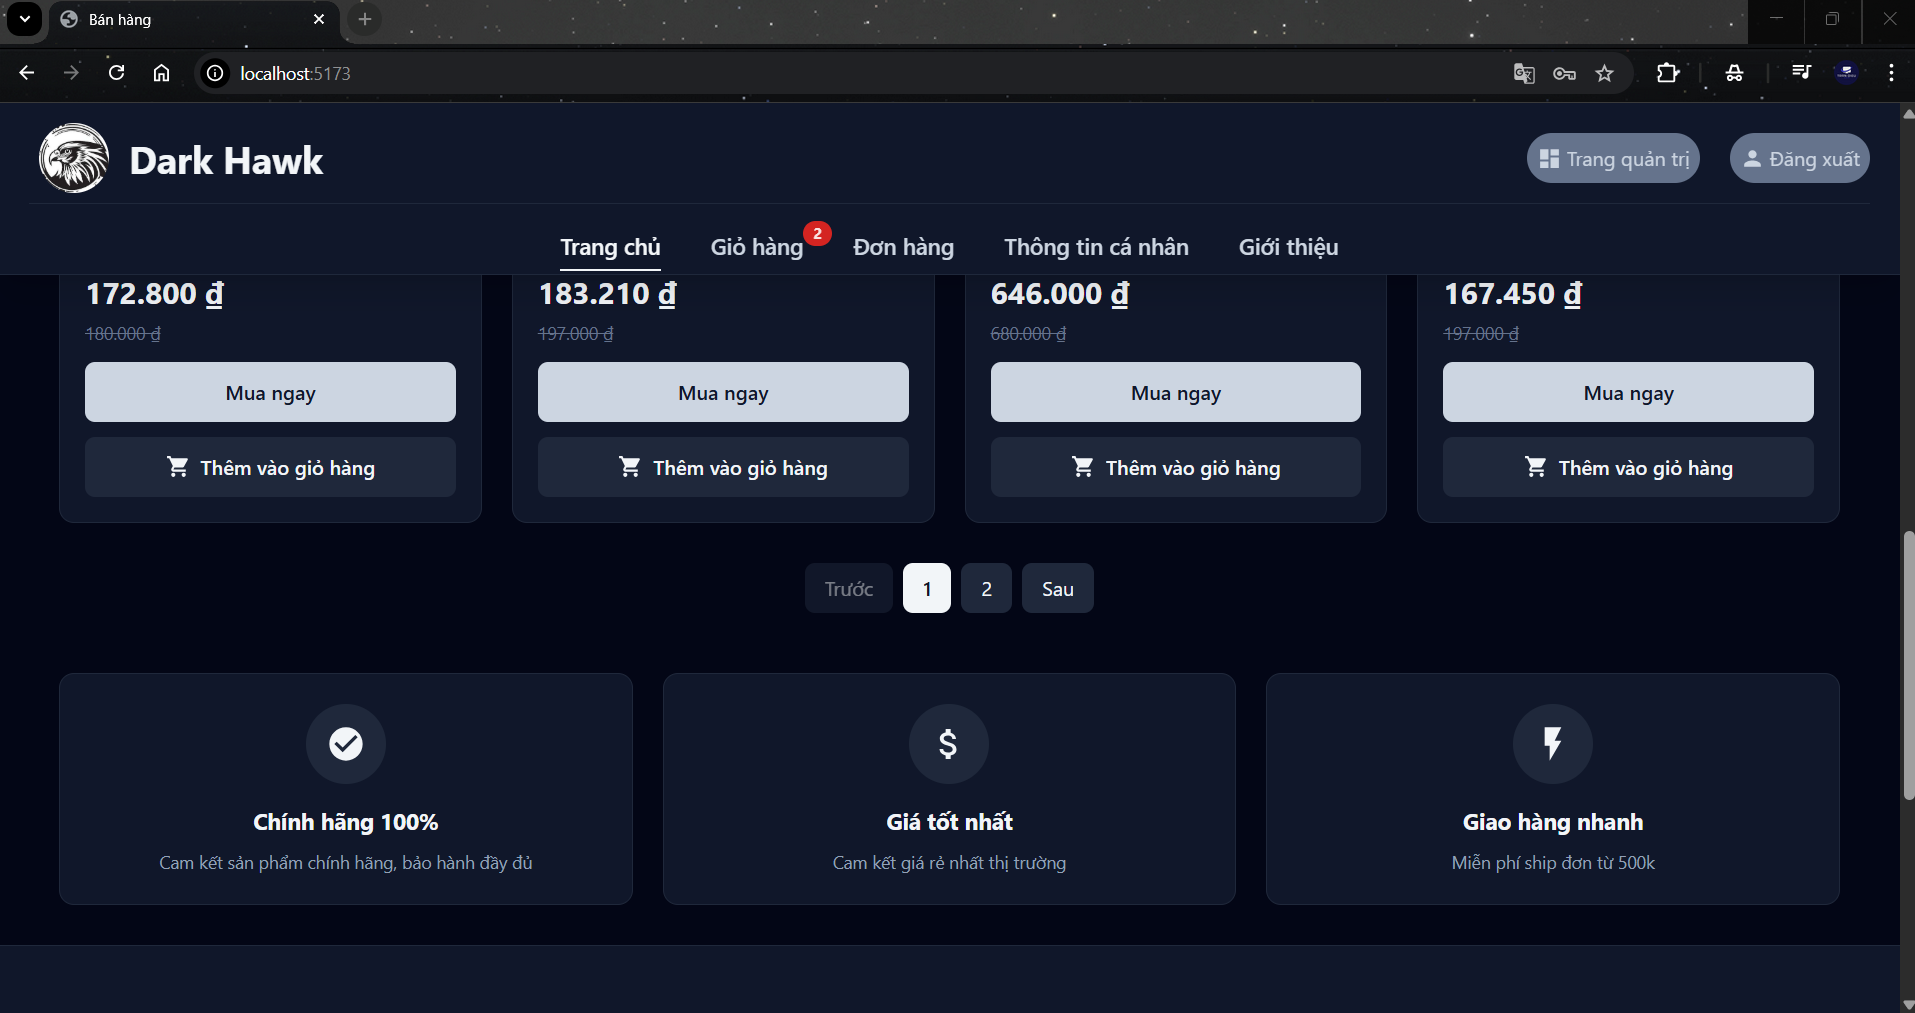 Bán hàng
localhost:5173
Dark Hawk
Trang quản trị
Đăng xuất
Trang chủ
Giỏ hàng
2
Đơn hàng
Thông tin cá nhân
Giới thiệu
172.800 ₫
183.210 ₫
646.000 ₫
167.450 ₫
180.000 ₫
197.000 ₫
680.000 ₫
197.000 ₫
Mua ngay
Mua ngay
Mua ngay
Mua ngay
Thêm vào giỏ hàng
Thêm vào giỏ hàng
Thêm vào giỏ hàng
Thêm vào giỏ hàng
Trước
1
2
Sau
Chính hãng 100%
Giá tốt nhất
Giao hàng nhanh
Cam kết sản phẩm chính hãng, bảo hành đầy đủ
Cam kết giá rẻ nhất thị trường
Miễn phí ship đơn từ 500k